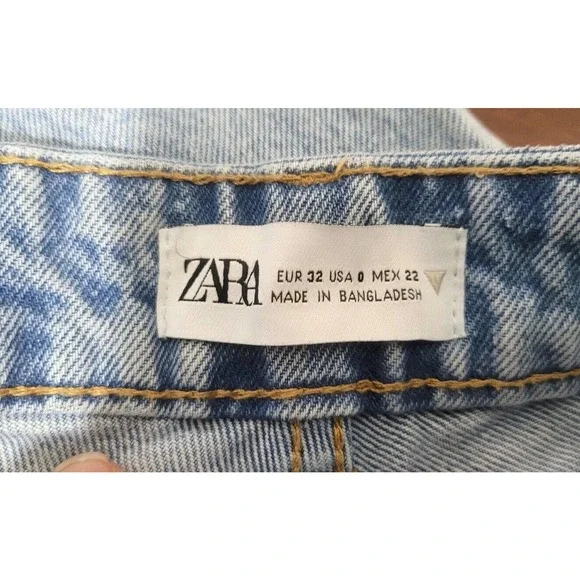 ZARA
EUR 32 USA 0 MEX 22
MADE IN BANGLADESH